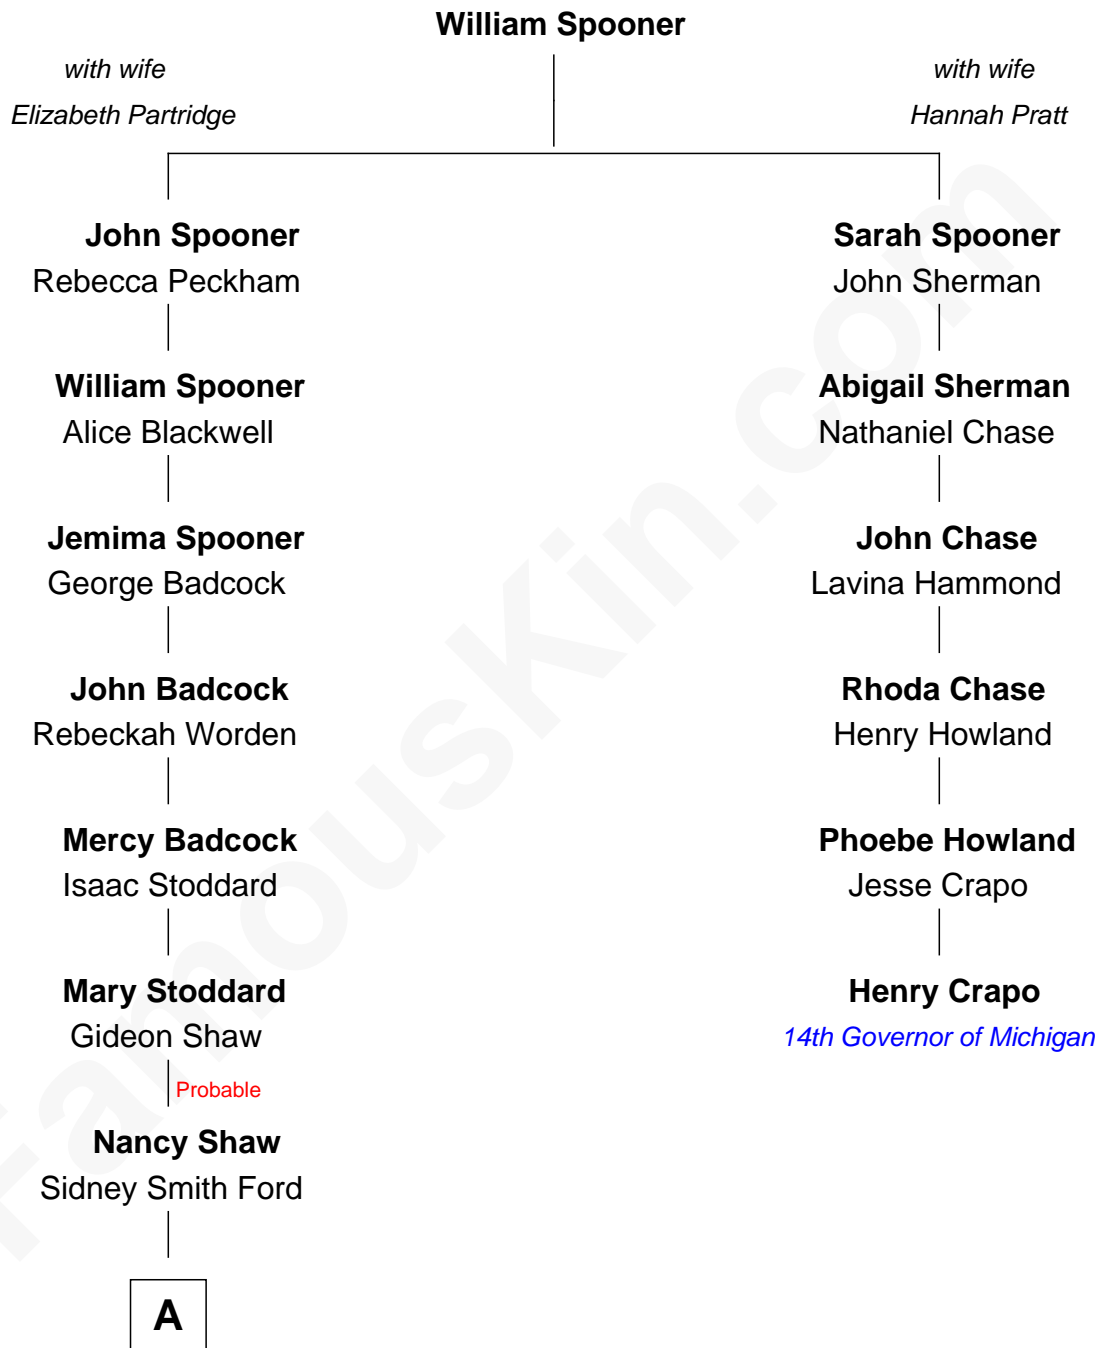 William Spooner
with wife
Elizabeth Partridge
with wife
Hannah Pratt
John Spooner
Rebecca Peckham
William Spooner
Alice Blackwell
Jemima Spooner
George Badcock
John Badcock
Rebeckah Worden
Mercy Badcock
Isaac Stoddard
Mary Stoddard
Gideon Shaw
Probable
Nancy Shaw
Sidney Smith Ford
A
Sarah Spooner
John Sherman
Abigail Sherman
Nathaniel Chase
John Chase
Lavina Hammond
Rhoda Chase
Henry Howland
Phoebe Howland
Jesse Crapo
Henry Crapo
14th Governor of Michigan
FamousKin.com